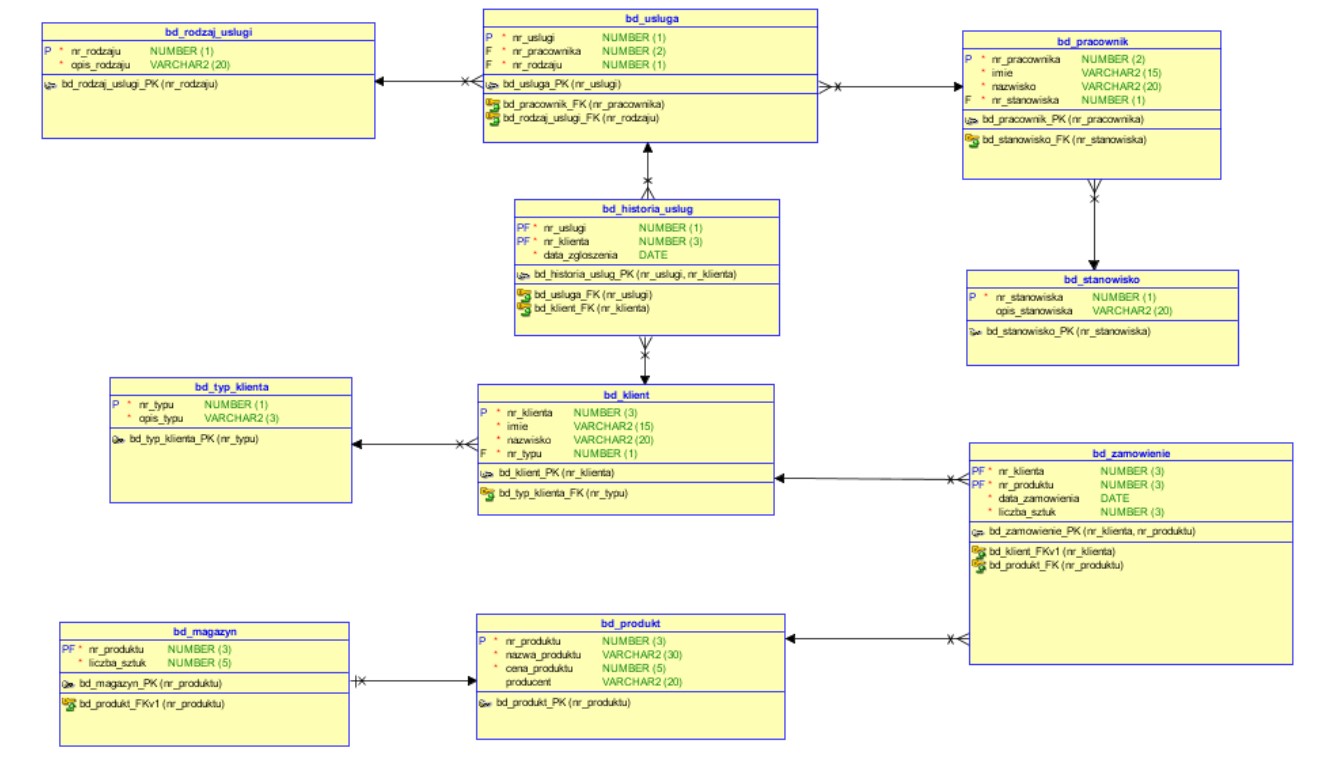 bd_rodzaj_uslugi
P * nr_rodzaju NUMBER (1)
* opis_rodzaju VARCHAR2 (20)
bd_rodzaj_uslugi_PK (nr_rodzaju)
bd_usluga
P * nr_uslugi NUMBER (1)
F * nr_pracownika NUMBER (2)
F * nr_rodzaju NUMBER (1)
bd_usluga_PK (nr_uslugi)
bd_pracownik_FK (nr_pracownika)
bd_rodzaj_uslugi_FK (nr_rodzaju)
bd_pracownik
P * nr_pracownika NUMBER (2)
* imie VARCHAR2 (15)
* nazwisko VARCHAR2 (20)
F * nr_stanowiska NUMBER (1)
bd_pracownik_PK (nr_pracownika)
bd_stanowisko_FK (nr_stanowiska)
bd_historia_uslug
PF * nr_uslugi NUMBER (1)
PF * nr_klienta NUMBER (3)
* data_zgloszenia DATE
bd_historia_uslug_PK (nr_uslugi, nr_klienta)
bd_usluga_FK (nr_uslugi)
bd_klient_FK (nr_klienta)
bd_stanowisko
P * nr_stanowiska NUMBER (1)
opis_stanowiska VARCHAR2 (20)
bd_stanowisko_PK (nr_stanowiska)
bd_typ_klienta
P * nr_typu NUMBER (1)
* opis_typu VARCHAR2 (3)
bd_typ_klienta_PK (nr_typu)
bd_klient
P * nr_klienta NUMBER (3)
* imie VARCHAR2 (15)
* nazwisko VARCHAR2 (20)
F * nr_typu NUMBER (1)
bd_klient_PK (nr_klienta)
bd_typ_klienta_FK (nr_typu)
bd_zamowienie
PF * nr_klienta NUMBER (3)
PF * nr_produktu NUMBER (3)
* data_zamowienia DATE
* liczba_sztuk NUMBER (3)
bd_zamowienie_PK (nr_klienta, nr_produktu)
bd_klient_FKv1 (nr_klienta)
bd_produkt_FK (nr_produktu)
bd_magazyn
PF * nr_produktu NUMBER (3)
* liczba_sztuk NUMBER (5)
bd_magazyn_PK (nr_produktu)
bd_produkt_FKv1 (nr_produktu)
bd_produkt
P * nr_produktu NUMBER (3)
* nazwa_produktu VARCHAR2 (30)
* cena_produktu NUMBER (5)
producent VARCHAR2 (20)
bd_produkt_PK (nr_produktu)